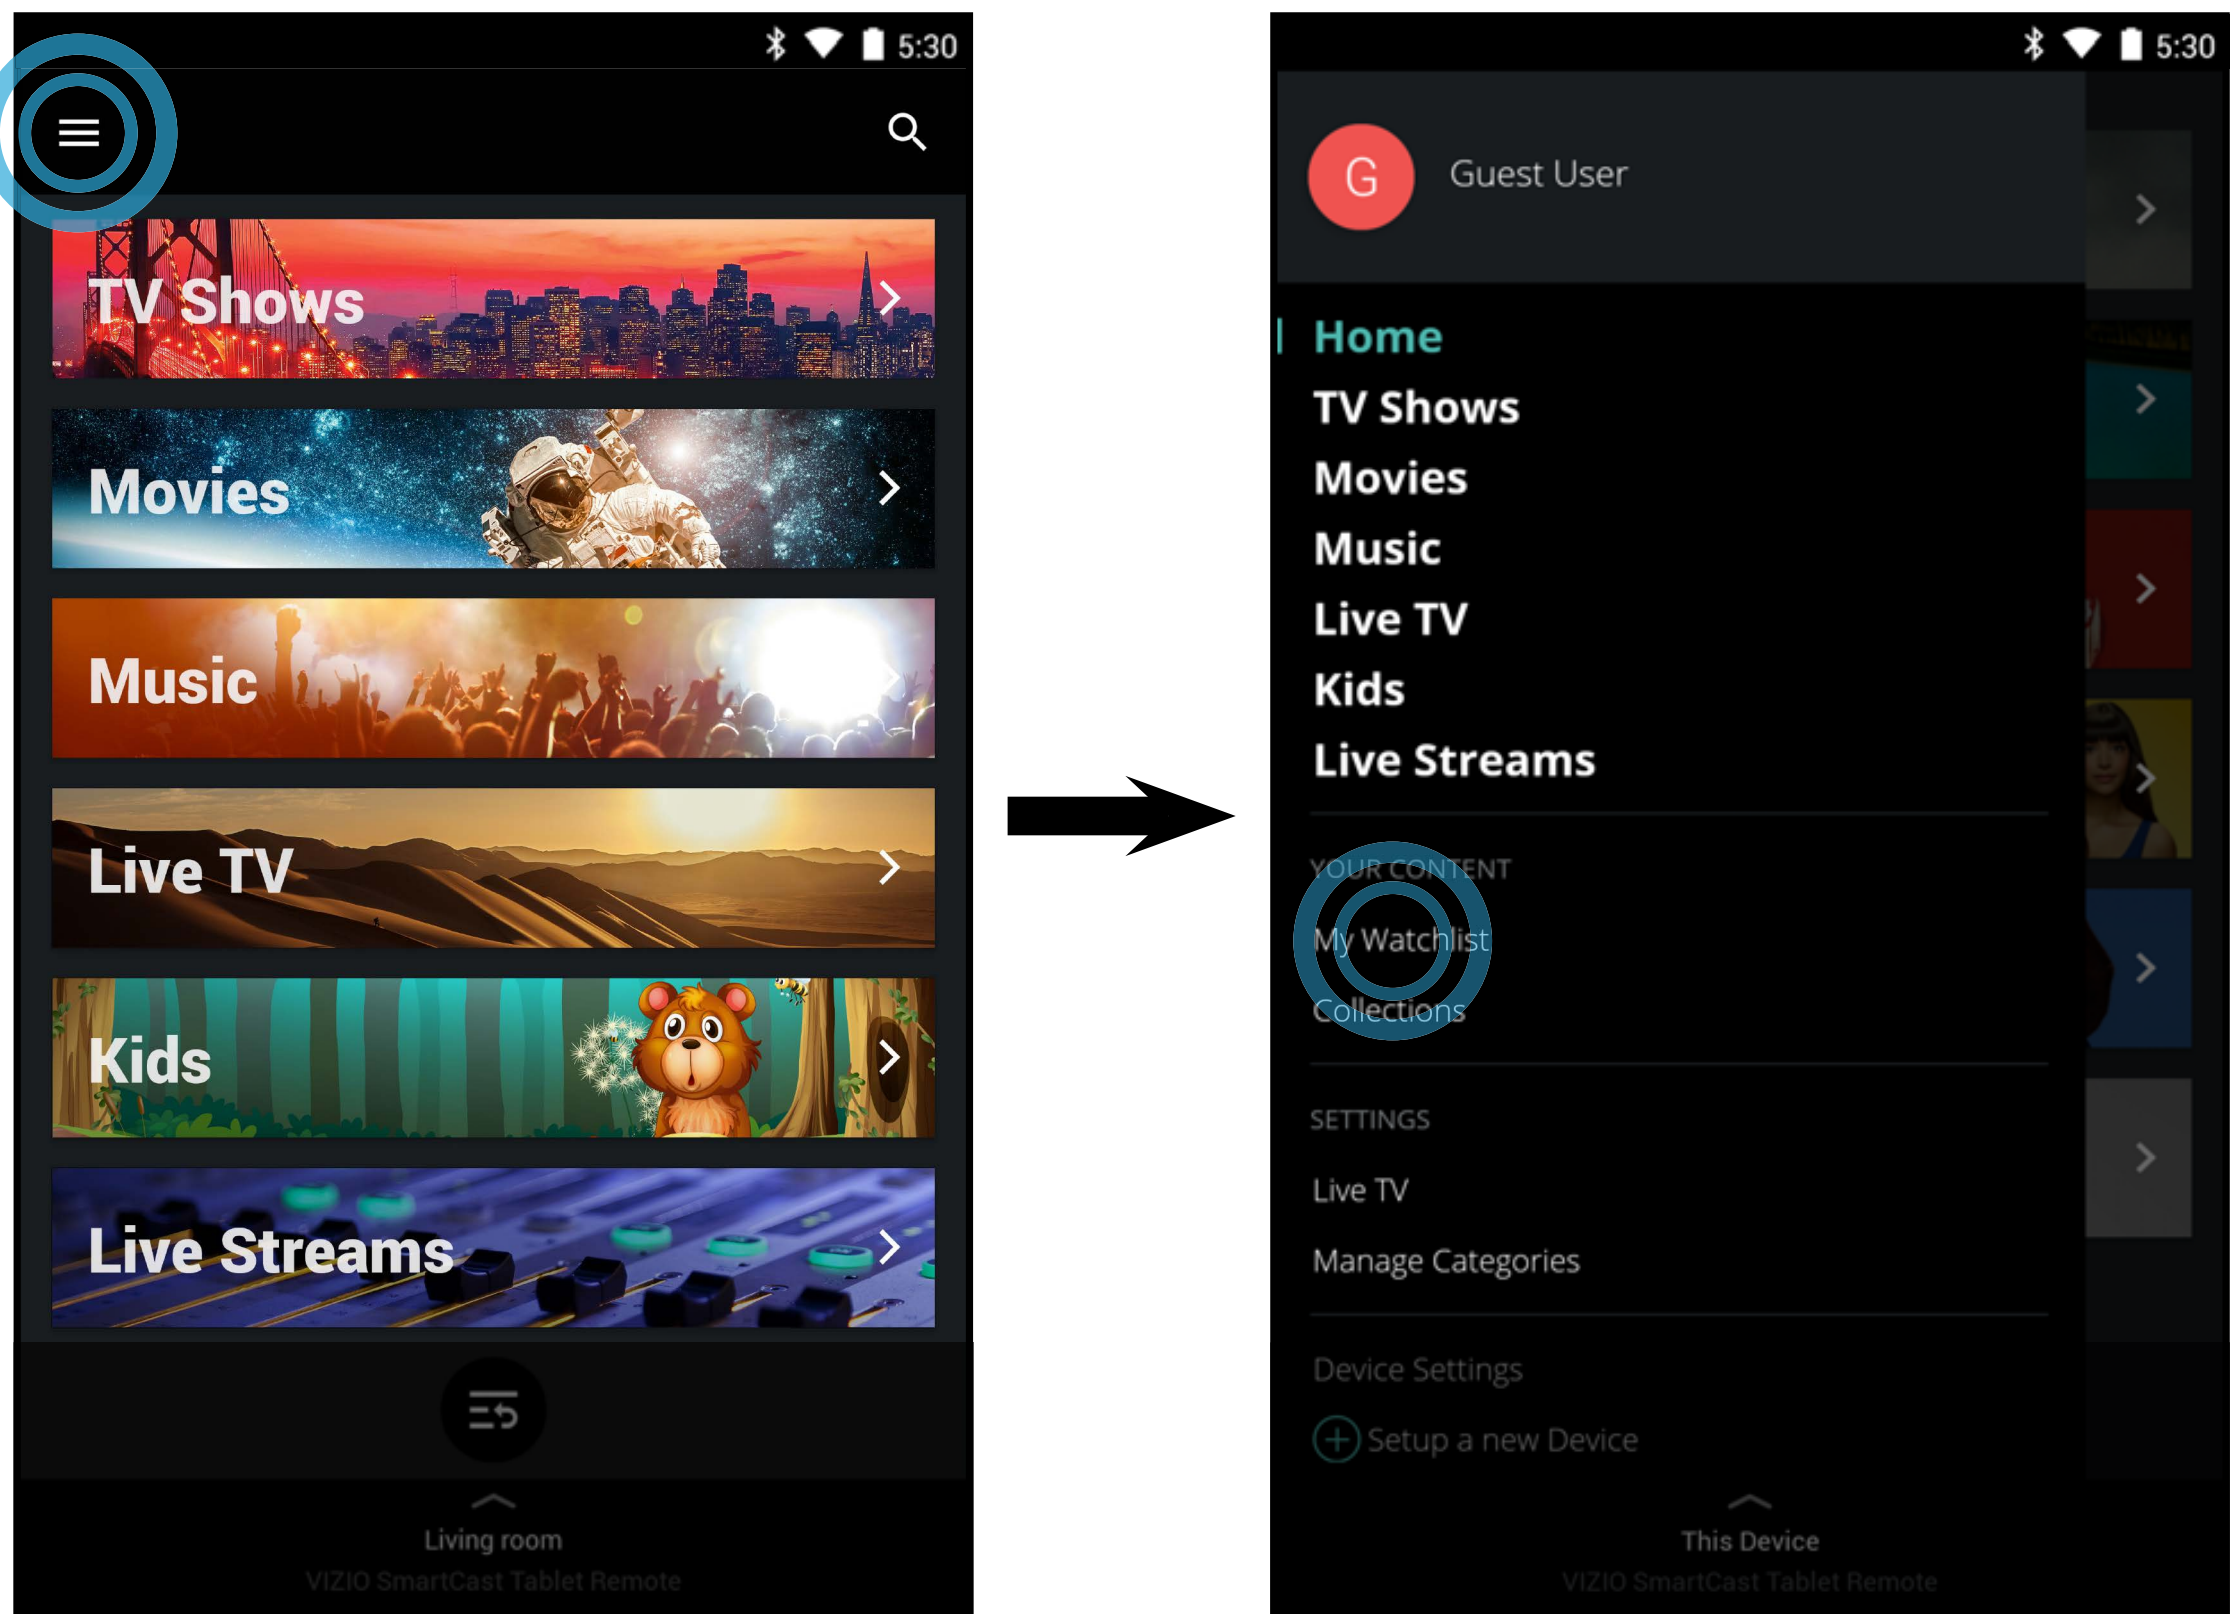 5:30
TV Shows
Movies
Music
Live TV
Kids
Live Streams
Living room
VIZIO SmartCast Tablet Remote
5:30
G
Guest User
Home
TV Shows
Movies
Music
Live TV
Kids
Live Streams
YOUR CONTENT
My Watchlist
Collections
SETTINGS
Live TV
Manage Categories
Device Settings
Setup a new Device
This Device
VIZIO SmartCast Tablet Remote